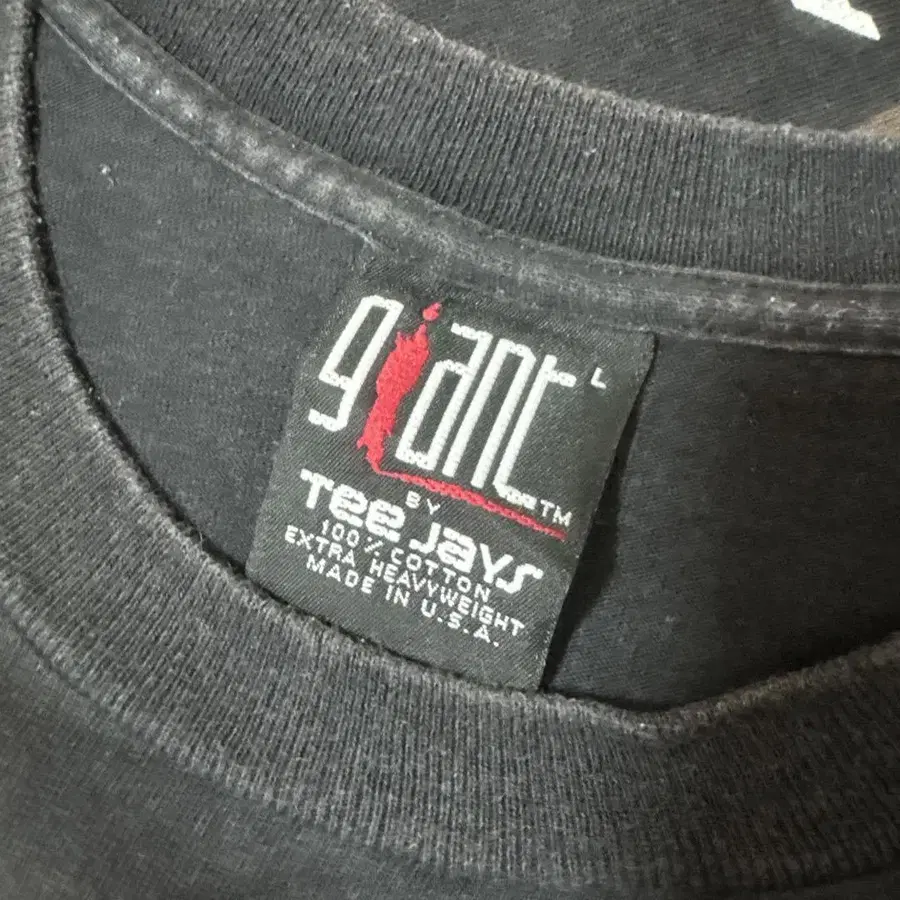 giant L
TM
BY
Tee Jays
100% COTTON
EXTRA HEAVYWEIGHT
MADE IN U.S.A.